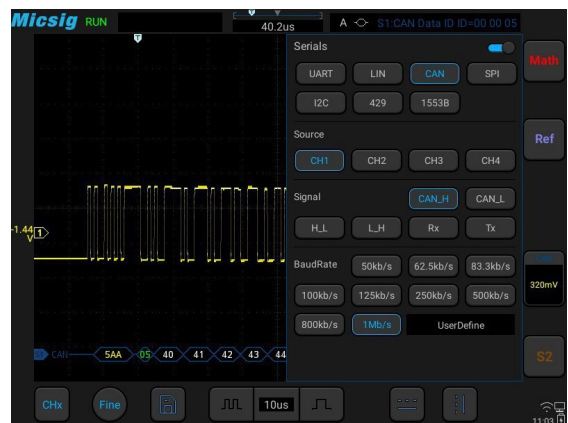 Micsig RUN 40.2us A S1:CAN Data ID ID=00 00 05
T
Serials
UART LIN CAN SPI
I2C 429 1553B
Math
Source
CH1 CH2 CH3 CH4
Ref
Signal CAN_H CAN_L
H_L L_H Rx Tx
-1.44
V
1
BaudRate 50kb/s 62.5kb/s 83.3kb/s
100kb/s 125kb/s 250kb/s 500kb/s
320mV
800kb/s 1Mb/s UserDefine
S1 CAN 5AA 05 40 41 42 43 44
S2
CHx Fine 10us
11:03